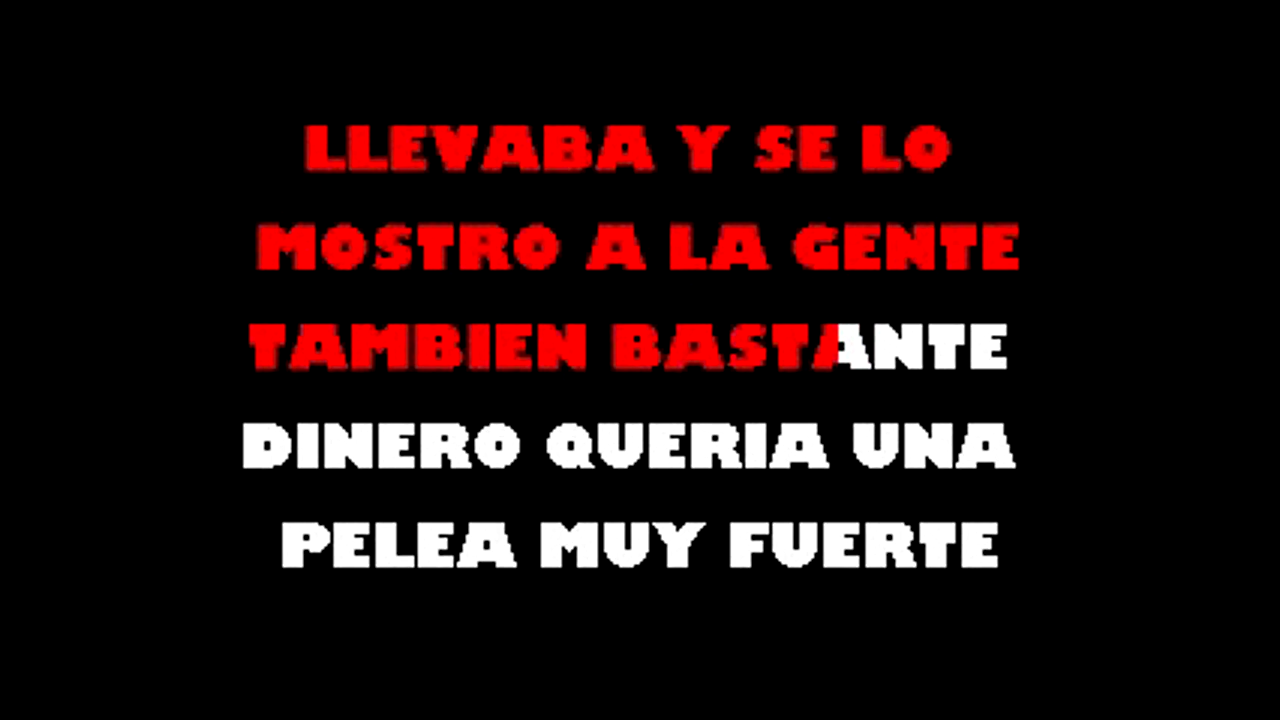 LLEVABA Y SE LO
MOSTRO A LA GENTE
TAMBIEN BASTANTE
DINERO QUERIA UNA
PELEA MUY FUERTE